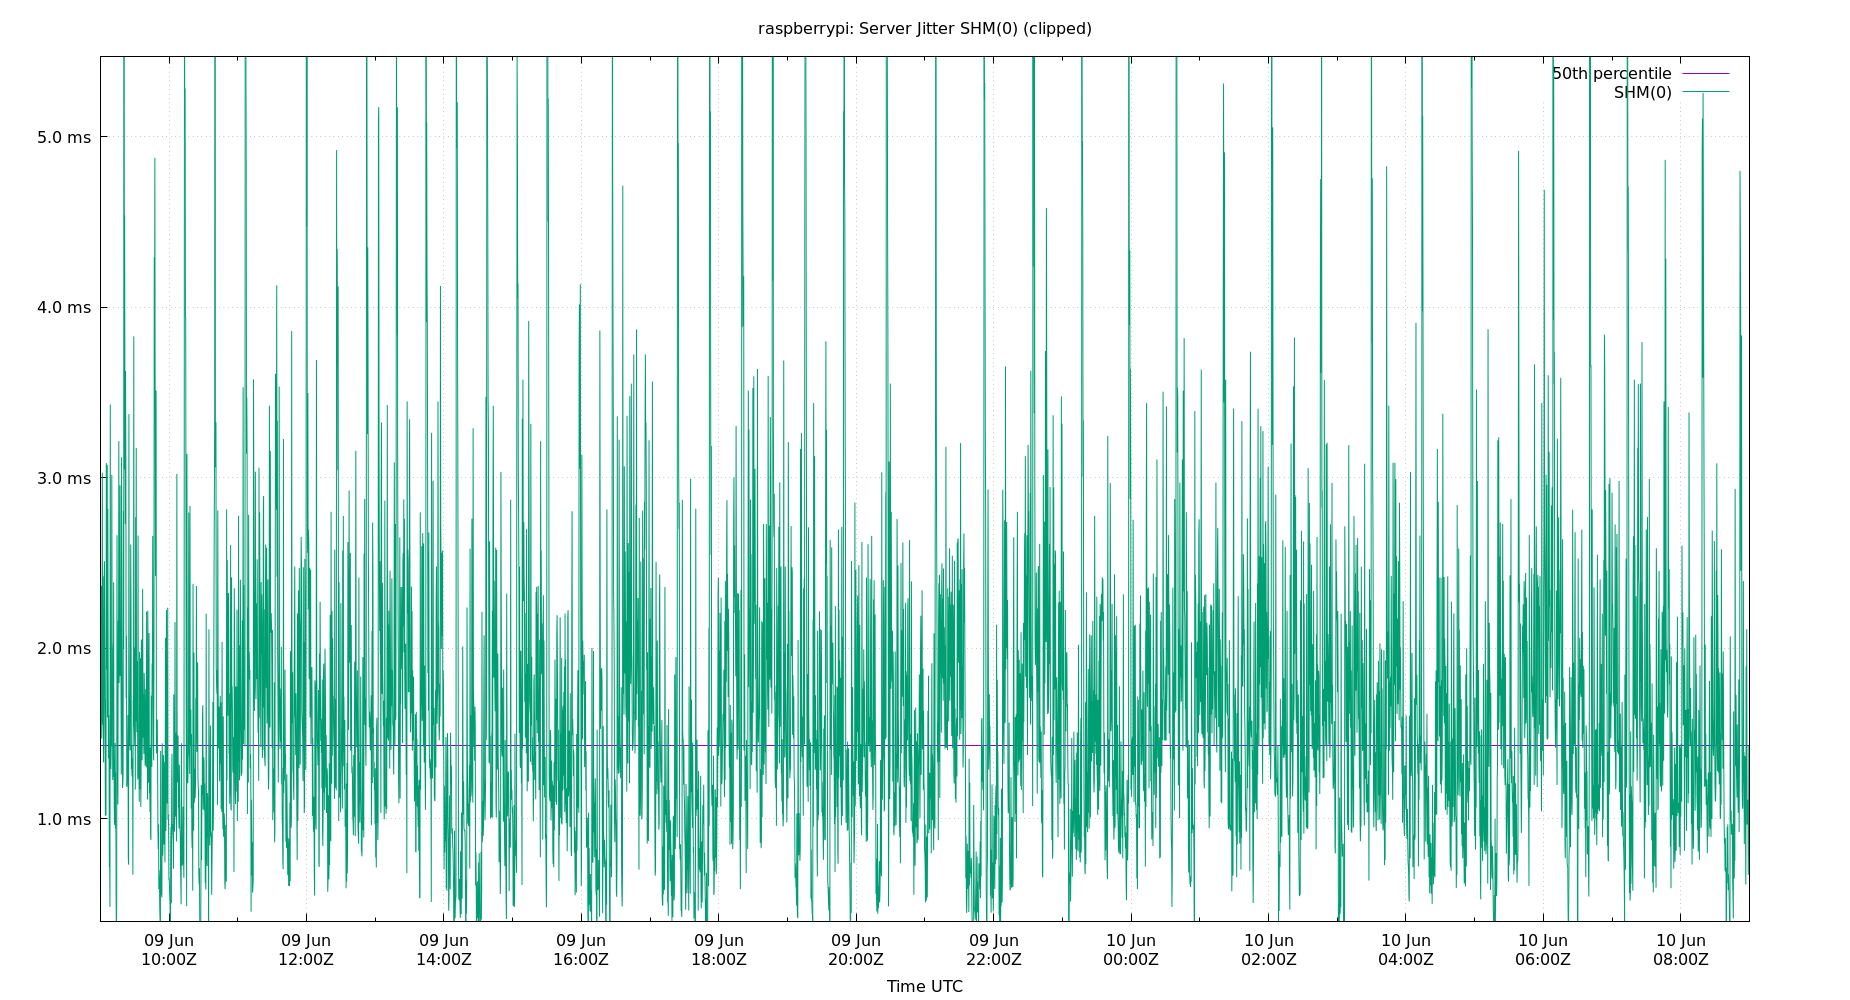 raspberrypi: Server Jitter SHM(0) (clipped)
50th percentile
SHM(0)
5.0 ms
4.0 ms
3.0 ms
2.0 ms
1.0 ms
09 Jun 09 Jun 09 Jun 09 Jun 09 Jun 09 Jun 09 Jun 10 Jun 10 Jun 10 Jun 10 Jun 10 Jun
10:00Z 12:00Z 14:00Z 16:00Z 18:00Z 20:00Z 22:00Z 00:00Z 02:00Z 04:00Z 06:00Z 08:00Z
Time UTC